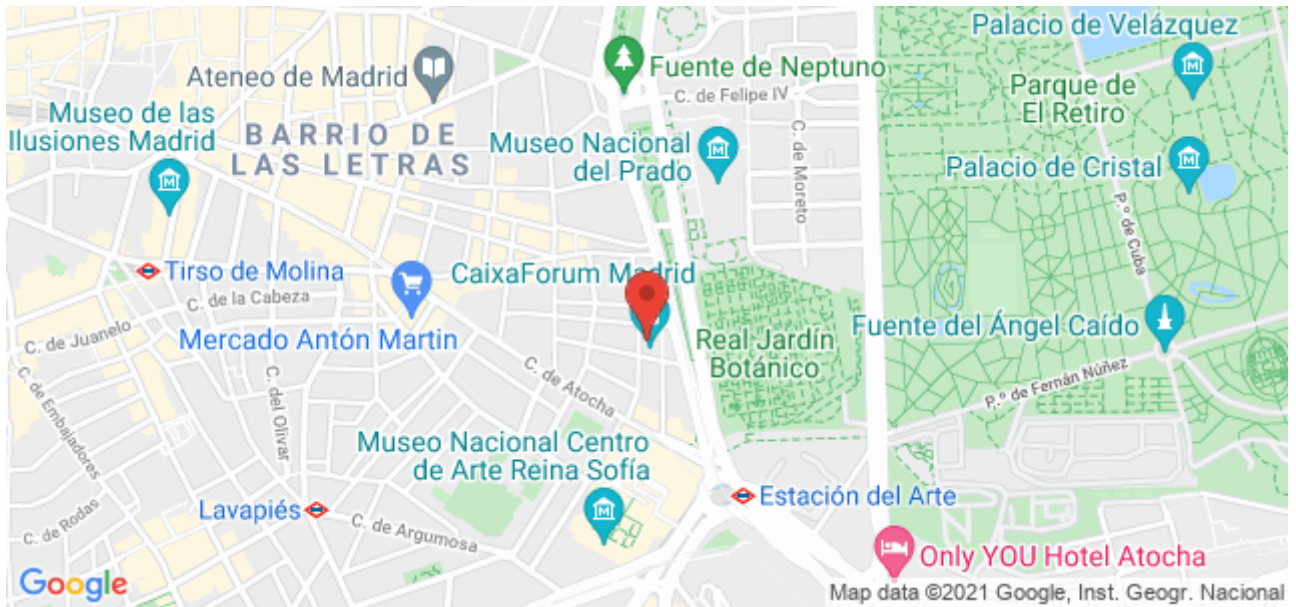 Palacio de Velázquez
Ateneo de Madrid
Fuente de Neptuno
C. de Felipe IV
Parque de
El Retiro
Museo de las
Ilusiones Madrid
BARRIO DE
LAS LETRAS
Museo Nacional
del Prado
C. de Moreto
Palacio de Cristal
P.º de Cuba
Tirso de Molina
CaixaForum Madrid
C. de la Cabeza
C. de Juanelo
Mercado Antón Martin
Real Jardín
Botánico
Fuente del Ángel Caído
P.º de Fernán Núñez
C. de Embajadores
C. del Olivar
C. de Atocha
Museo Nacional Centro
de Arte Reina Sofía
Lavapiés
Estación del Arte
C. de Rodas
C. de Argumosa
Only YOU Hotel Atocha
Google
Map data ©2021 Google, Inst. Geogr. Nacional